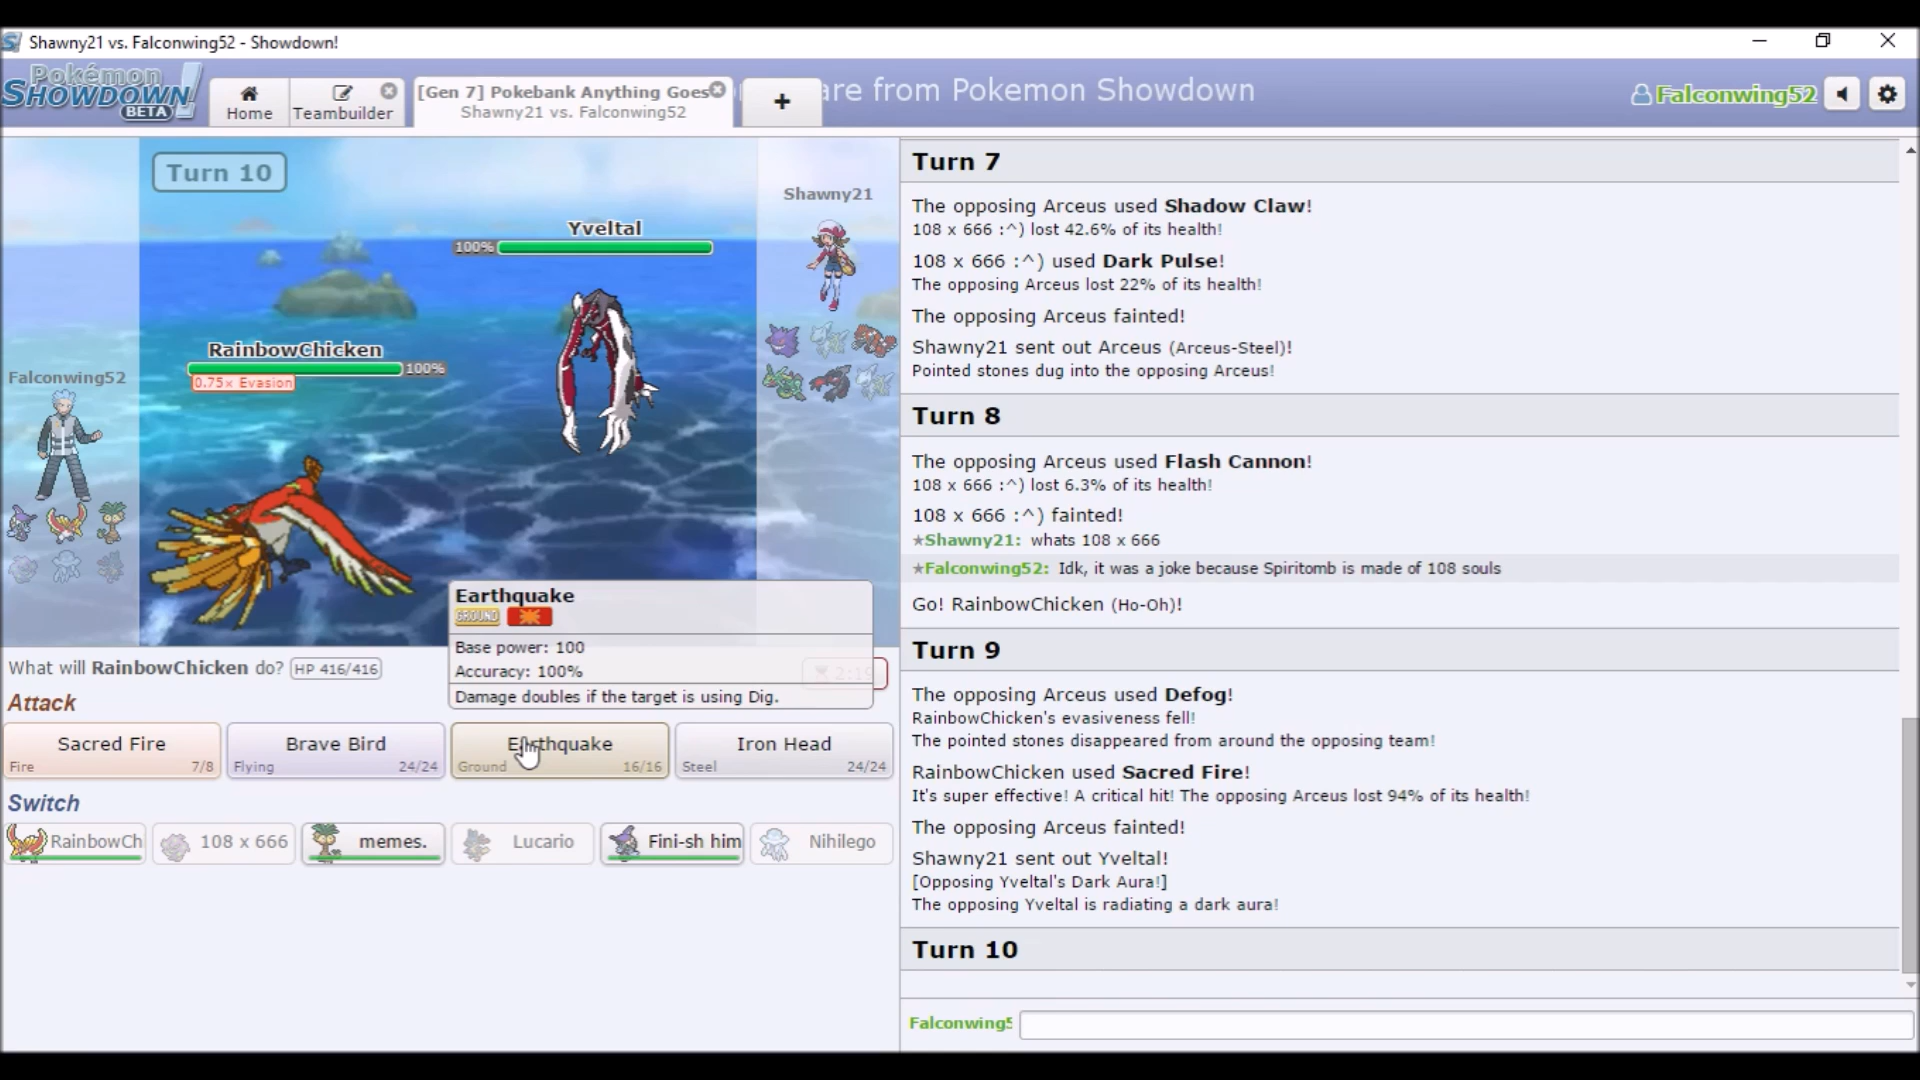 Shawny21 vs. Falconwing52 - Showdown!
Pokémon
SHOWDOWN!
BETA
Home
Teambuilder
[Gen 7] Pokebank Anything Goes
Shawny21 vs. Falconwing52
+
are from Pokemon Showdown
Falconwing52
Turn 10
Shawny21
Yveltal
100%
RainbowChicken
100%
0.75x Evasion
Falconwing52
Earthquake
GROUND
Base power: 100
Accuracy: 100%
Damage doubles if the target is using Dig.
What will RainbowChicken do? HP 416/416
Attack
Sacred Fire
Fire 7/8
Brave Bird
Flying 24/24
Earthquake
Ground 16/16
Iron Head
Steel 24/24
Switch
RainbowCh
108 x 666
memes.
Lucario
Fini-sh him
Nihilego
Turn 7
The opposing Arceus used Shadow Claw!
108 x 666 :^) lost 42.6% of its health!
108 x 666 :^) used Dark Pulse!
The opposing Arceus lost 22% of its health!
The opposing Arceus fainted!
Shawny21 sent out Arceus (Arceus-Steel)!
Pointed stones dug into the opposing Arceus!
Turn 8
The opposing Arceus used Flash Cannon!
108 x 666 :^) lost 6.3% of its health!
108 x 666 :^) fainted!
★Shawny21: whats 108 x 666
★Falconwing52: Idk, it was a joke because Spiritomb is made of 108 souls
Go! RainbowChicken (Ho-Oh)!
Turn 9
The opposing Arceus used Defog!
RainbowChicken's evasiveness fell!
The pointed stones disappeared from around the opposing team!
RainbowChicken used Sacred Fire!
It's super effective! A critical hit! The opposing Arceus lost 94% of its health!
The opposing Arceus fainted!
Shawny21 sent out Yveltal!
[Opposing Yveltal's Dark Aura!]
The opposing Yveltal is radiating a dark aura!
Turn 10
Falconwing5